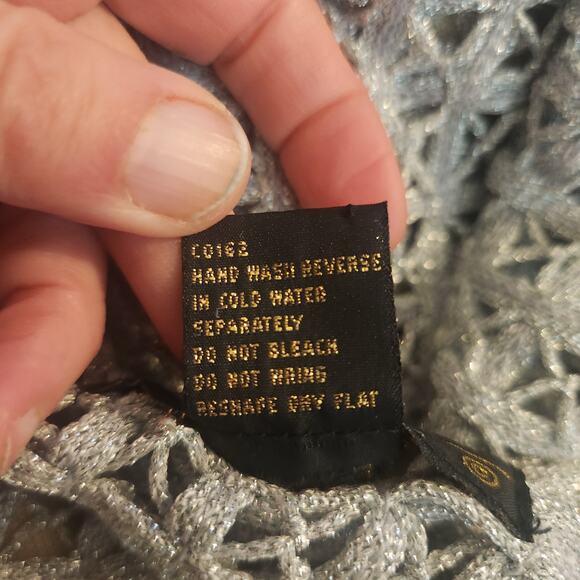 C0162
HAND WASH REVERSE
IN COLD WATER
SEPARATELY
DO NOT BLEACH
DO NOT WRING
RESHAPE DRY FLAT